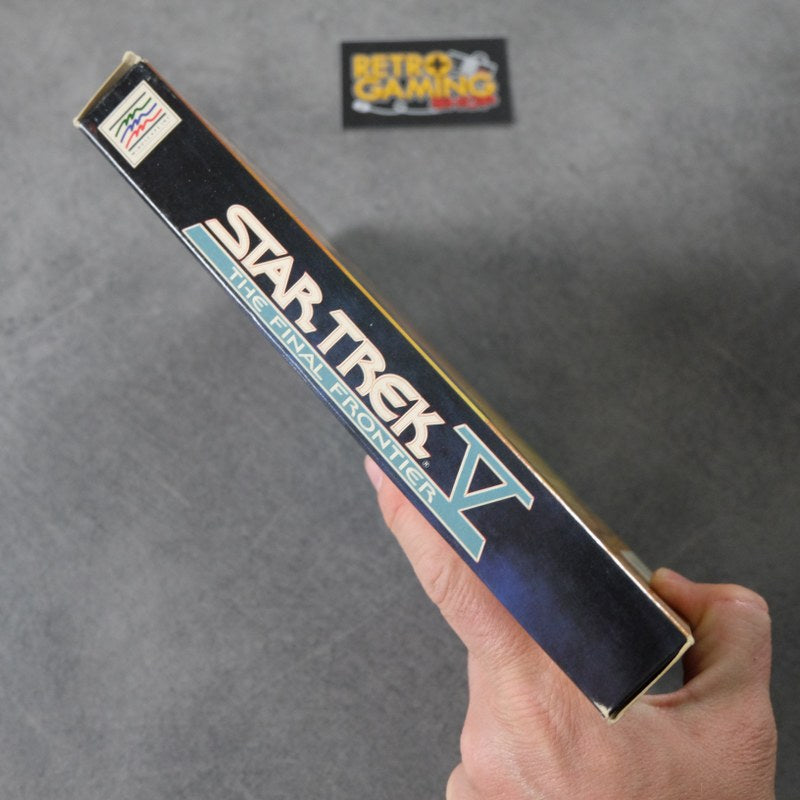 RETRO
GAMING
STAR TREK®
V
THE FINAL FRONTIER